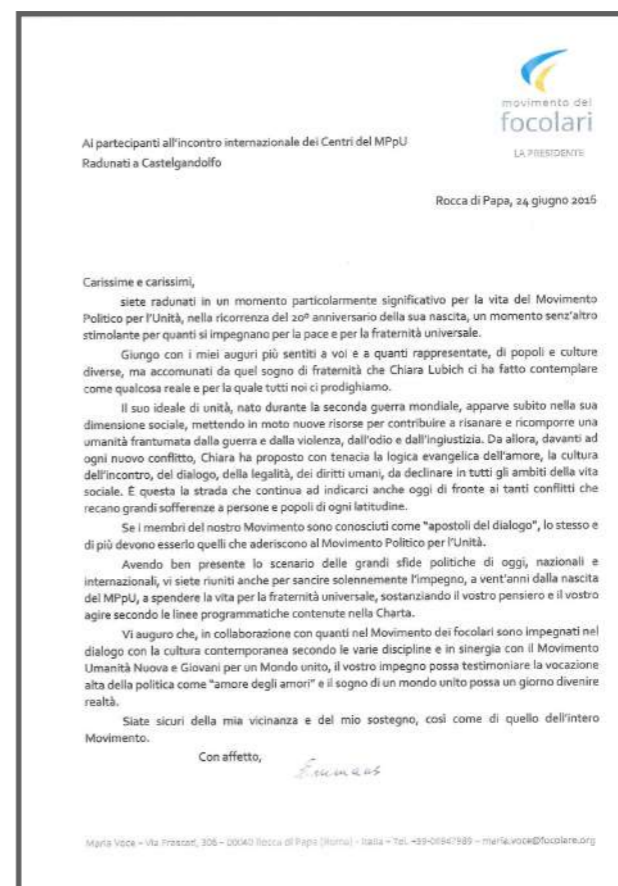 movimento dei
focolari
LA PRESIDENTE
Ai partecipanti all'incontro internazionale dei Centri del MPpU
Radunati a Castelgandolfo
Rocca di Papa, 24 giugno 2016
Carissime e carissimi,
siete radunati in un momento particolarmente significativo per la vita del Movimento
Politico per l'Unità, nella ricorrenza del 20º anniversario della sua nascita, un momento senz'altro
stimolante per quanti si impegnano per la pace e per la fraternità universale.
Giungo con i miei auguri più sentiti a voi e a quanti rappresentate, di popoli e culture
diverse, ma accomunati da quel sogno di fraternità che Chiara Lubich ci ha fatto contemplare
come qualcosa reale e per la quale tutti noi ci prodighiamo.
Il suo ideale di unità, nato durante la seconda guerra mondiale, apparve subito nella sua
dimensione sociale, mettendo in moto nuove risorse per contribuire a risanare e ricomporre una
umanità frantumata dalla guerra e dalla violenza, dall'odio e dall'ingiustizia. Da allora, davanti ad
ogni nuovo conflitto, Chiara ha proposto con tenacia la logica evangelica dell'amore, la cultura
dell'incontro, del dialogo, della legalità, dei diritti umani, da declinare in tutti gli ambiti della vita
sociale. È questa la strada che continua ad indicarci anche oggi di fronte ai tanti conflitti che
recano grandi sofferenze a persone e popoli di ogni latitudine.
Se i membri del nostro Movimento sono conosciuti come "apostoli del dialogo", lo stesso e
di più devono esserlo quelli che aderiscono al Movimento Politico per l'Unità.
Avendo ben presente lo scenario delle grandi sfide politiche di oggi, nazionali e
internazionali, vi siete riuniti anche per sancire solennemente l'impegno, a vent'anni dalla nascita
del MPpU, a spendere la vita per la fraternità universale, sostanziando il vostro pensiero e il vostro
agire secondo le linee programmatiche contenute nella Charta.
Vi auguro che, in collaborazione con quanti nel Movimento dei focolari sono impegnati nel
dialogo con la cultura contemporanea secondo le varie discipline e in sinergia con il Movimento
Umanità Nuova e Giovani per un Mondo unito, il vostro impegno possa testimoniare la vocazione
alta della politica come "amore degli amori" e il sogno di un mondo unito possa un giorno divenire
realtà.
Siate sicuri della mia vicinanza e del mio sostegno, così come di quello dell'intero
Movimento.
Con affetto,
Emmaus
Maria Voce – Via Frascati, 306 – 00040 Rocca di Papa (Roma) - Italia – Tel. – maria.voce@focolare.org